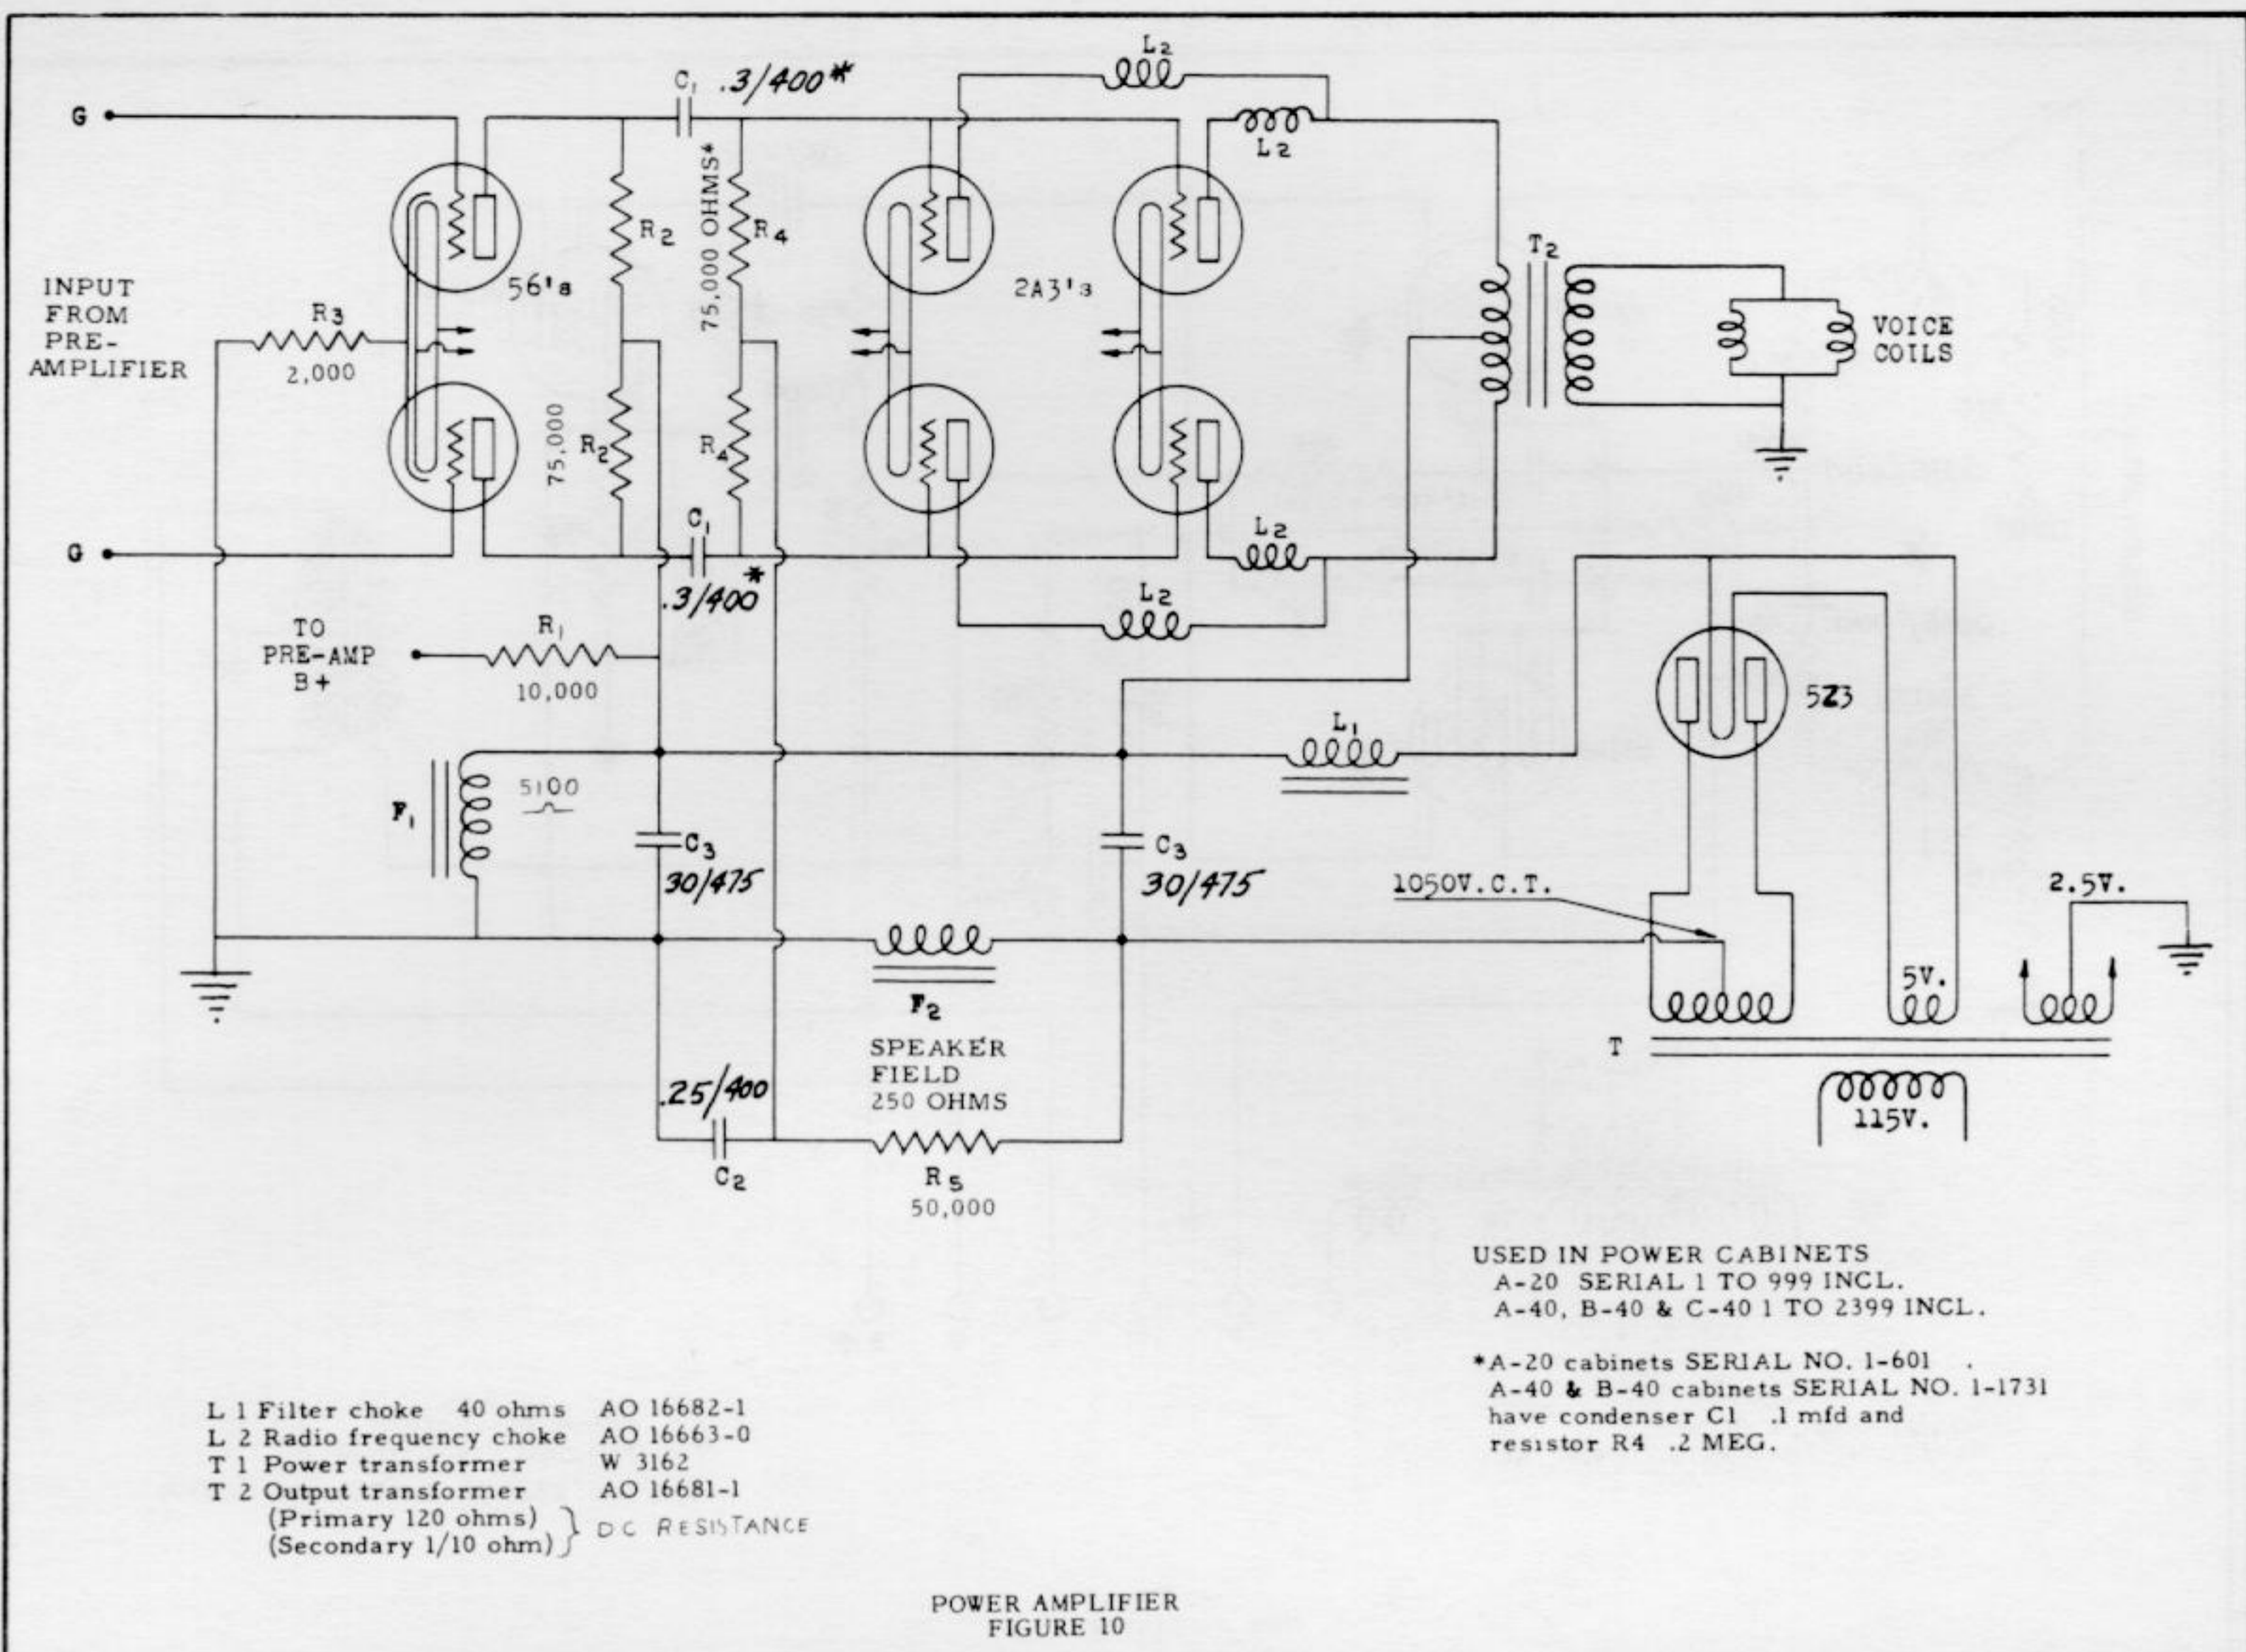 L2
C1 .3/400*
G
L2
75,000 OHMS*
R2
R4
T2
56's
2A3's
INPUT
FROM
PRE-
AMPLIFIER
R3
2,000
VOICE
COILS
75,000
R2
R4
C1
L2
G
.3/400*
L2
TO
PRE-AMP
B+
R1
10,000
5Z3
L1
5100
F1
C3
30/475
C3
30/475
1050V.C.T.
2.5V.
5V.
F2
SPEAKER
FIELD
250 OHMS
T
.25/400
115V.
C2
R5
50,000
USED IN POWER CABINETS
A-20 SERIAL 1 TO 999 INCL.
A-40, B-40 & C-40 1 TO 2399 INCL.
*A-20 cabinets SERIAL NO. 1-601 .
A-40 & B-40 cabinets SERIAL NO. 1-1731
have condenser C1 .1 mfd and
resistor R4 .2 MEG.
L 1 Filter choke 40 ohms AO 16682-1
L 2 Radio frequency choke AO 16663-0
T 1 Power transformer W 3162
T 2 Output transformer AO 16681-1
(Primary 120 ohms)
(Secondary 1/10 ohm) } DC RESISTANCE
POWER AMPLIFIER
FIGURE 10